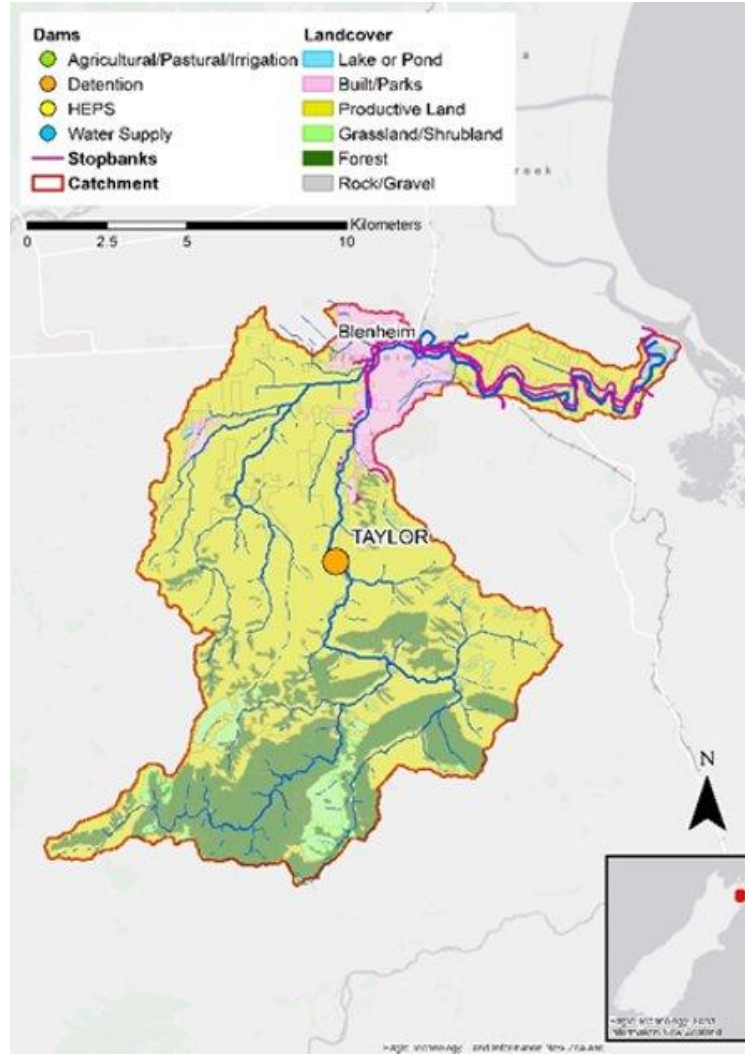 Dams
Agricultural/Pastural/Irrigation
Detention
HEPS
Water Supply
Stopbanks
Catchment
Landcover
Lake or Pond
Built/Parks
Productive Land
Grassland/Shrubland
Forest
Rock/Gravel
Kilometers
0 2.5 5 10
Blenheim
Blenheim
TAYLOR
N